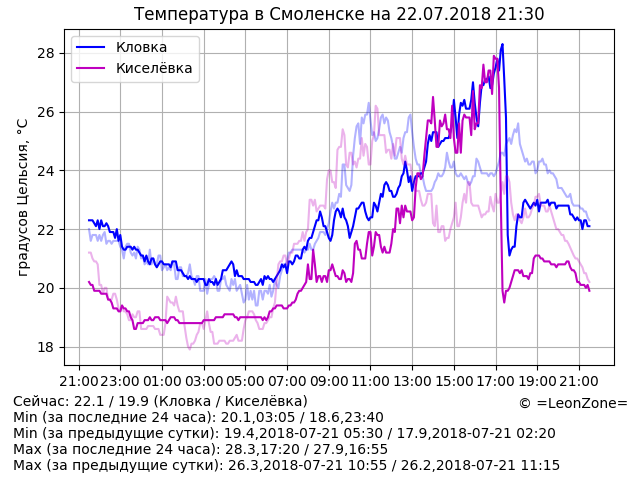 Температура в Смоленске на 22.07.2018 21:30
Кловка
Киселёвка
градусов Цельсия, °C
28
26
24
22
20
18
21:00 23:00 01:00 03:00 05:00 07:00 09:00 11:00 13:00 15:00 17:00 19:00 21:00
Сейчас: 22.1 / 19.9 (Кловка / Киселёвка)
© =LeonZone=
Min (за последние 24 часа): 20.1,03:05 / 18.6,23:40
Min (за предыдущие сутки): 19.4,2018-07-21 05:30 / 17.9,2018-07-21 02:20
Max (за последние 24 часа): 28.3,17:20 / 27.9,16:55
Max (за предыдущие сутки): 26.3,2018-07-21 10:55 / 26.2,2018-07-21 11:15